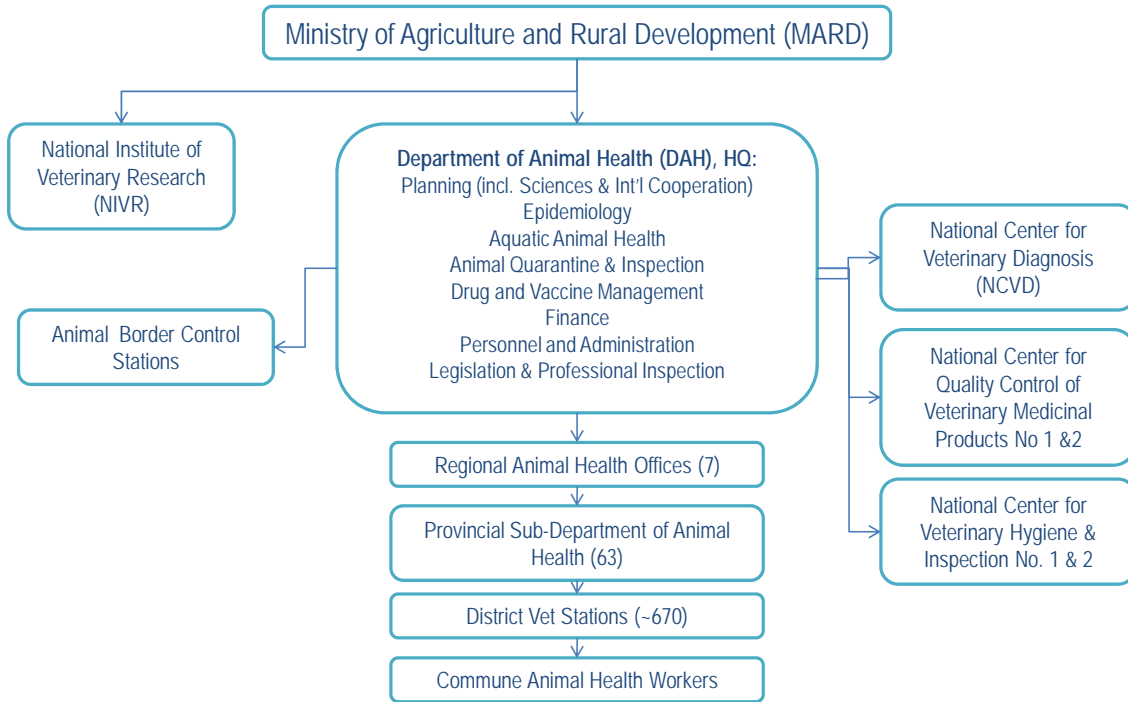 Ministry of Agriculture and Rural Development (MARD)
National Institute of
Veterinary Research
(NIVR)
Department of Animal Health (DAH), HQ:
Planning (incl. Sciences & Int'l Cooperation)
Epidemiology
Aquatic Animal Health
Animal Quarantine & Inspection
Drug and Vaccine Management
Finance
Personnel and Administration
Legislation & Professional Inspection
National Center for
Veterinary Diagnosis
(NCVD)
Animal Border Control
Stations
National Center for
Quality Control of
Veterinary Medicinal
Products No 1 &2
Regional Animal Health Offices (7)
National Center for
Veterinary Hygiene &
Inspection No. 1 & 2
Provincial Sub-Department of Animal
Health (63)
District Vet Stations (~670)
Commune Animal Health Workers